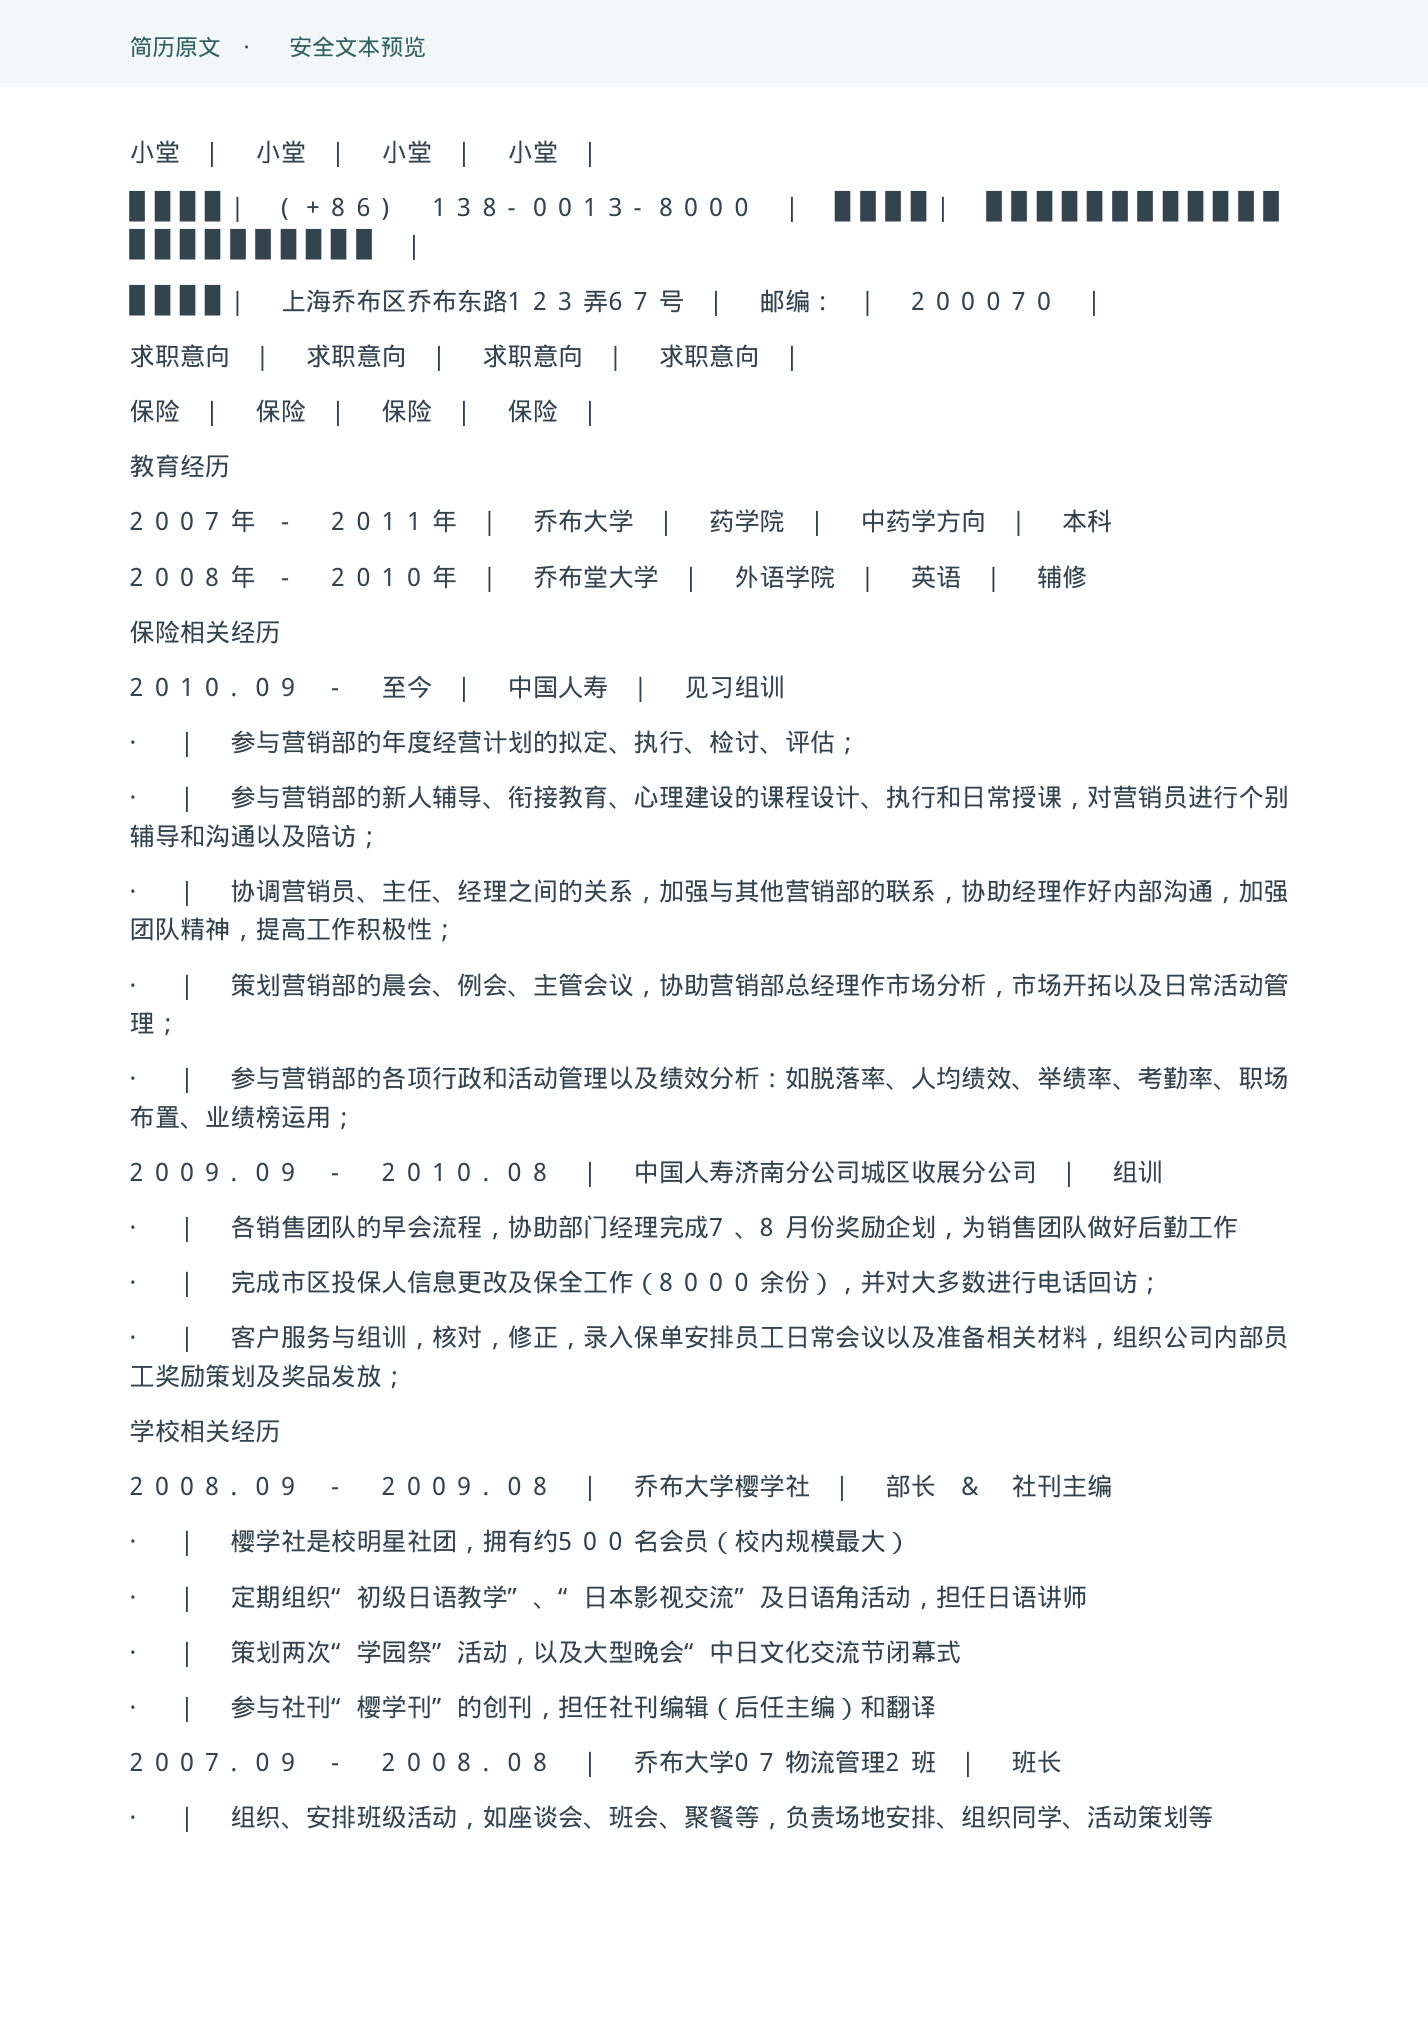 简历原文 · 安全文本预览
小堂 | 小堂 | 小堂 | 小堂 |
████| (+86) 138-0013-8000 | ████| ████████████
██████████ |
████| 上海乔布区乔布东路123弄67号 | 邮编: | 200070 |
求职意向 | 求职意向 | 求职意向 | 求职意向 |
保险 | 保险 | 保险 | 保险 |
教育经历
2007年 - 2011年 | 乔布大学 | 药学院 | 中药学方向 | 本科
2008年 - 2010年 | 乔布堂大学 | 外语学院 | 英语 | 辅修
保险相关经历
2010.09 - 至今 | 中国人寿 | 见习组训
· | 参与营销部的年度经营计划的拟定、执行、检讨、评估;
· | 参与营销部的新人辅导、衔接教育、心理建设的课程设计、执行和日常授课,对营销员进行个别
辅导和沟通以及陪访;
· | 协调营销员、主任、经理之间的关系,加强与其他营销部的联系,协助经理作好内部沟通,加强
团队精神,提高工作积极性;
· | 策划营销部的晨会、例会、主管会议,协助营销部总经理作市场分析,市场开拓以及日常活动管
理;
· | 参与营销部的各项行政和活动管理以及绩效分析:如脱落率、人均绩效、举绩率、考勤率、职场
布置、业绩榜运用;
2009.09 - 2010.08 | 中国人寿济南分公司城区收展分公司 | 组训
· | 各销售团队的早会流程,协助部门经理完成7、8月份奖励企划,为销售团队做好后勤工作
· | 完成市区投保人信息更改及保全工作(8000余份),并对大多数进行电话回访;
· | 客户服务与组训,核对,修正,录入保单安排员工日常会议以及准备相关材料,组织公司内部员
工奖励策划及奖品发放;
学校相关经历
2008.09 - 2009.08 | 乔布大学樱学社 | 部长 & 社刊主编
· | 樱学社是校明星社团,拥有约500名会员(校内规模最大)
· | 定期组织“初级日语教学”、“日本影视交流”及日语角活动,担任日语讲师
· | 策划两次“学园祭”活动,以及大型晚会“中日文化交流节闭幕式
· | 参与社刊“樱学刊”的创刊,担任社刊编辑(后任主编)和翻译
2007.09 - 2008.08 | 乔布大学07物流管理2班 | 班长
· | 组织、安排班级活动,如座谈会、班会、聚餐等,负责场地安排、组织同学、活动策划等